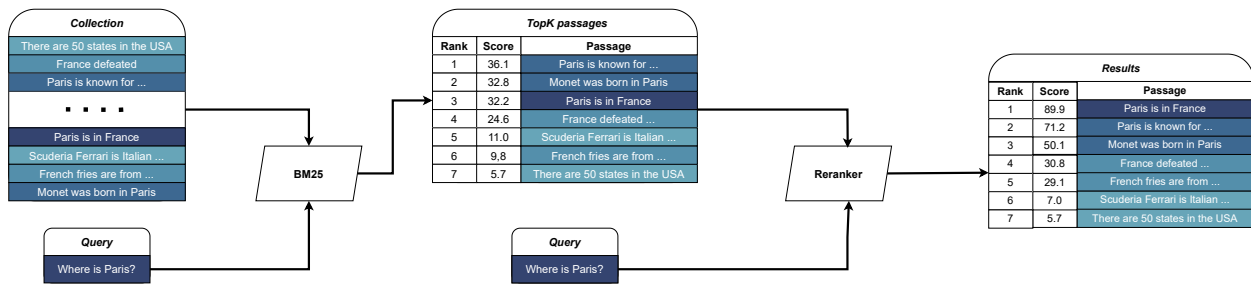 Collection
There are 50 states in the USA
France defeated
Paris is known for ...
. . . .
Paris is in France
Scuderia Ferrari is Italian ...
French fries are from ...
Monet was born in Paris
Query
Where is Paris?
BM25
TopK passages
Rank Score Passage
1 36.1 Paris is known for ...
2 32.8 Monet was born in Paris
3 32.2 Paris is in France
4 24.6 France defeated ...
5 11.0 Scuderia Ferrari is Italian ...
6 9,8 French fries are from ...
7 5.7 There are 50 states in the USA
Query
Where is Paris?
Reranker
Results
Rank Score Passage
1 89.9 Paris is in France
2 71.2 Paris is known for ...
3 50.1 Monet was born in Paris
4 30.8 France defeated ...
5 29.1 French fries are from ...
6 7.0 Scuderia Ferrari is Italian ...
7 5.7 There are 50 states in the USA